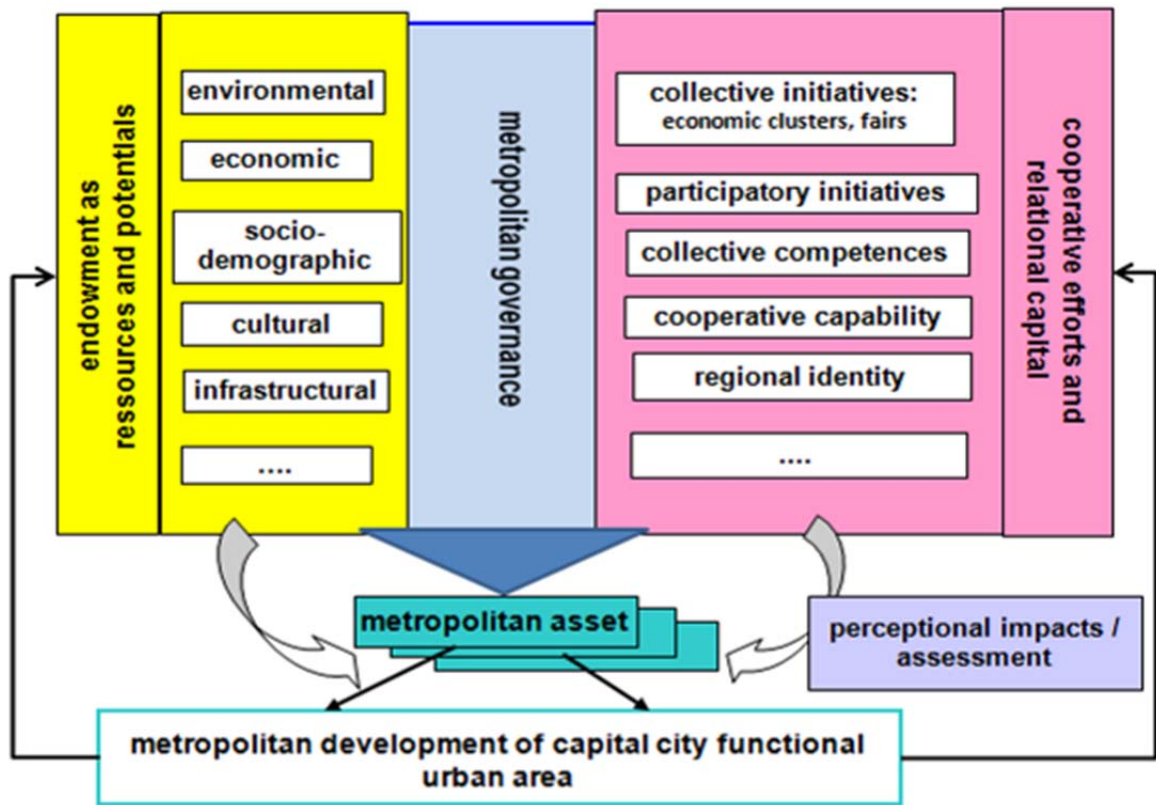 endowment as
ressources and potentials
environmental
economic
socio-
demographic
cultural
infrastructural
....
metropolitan governance
collective initiatives:
economic clusters, fairs
participatory initiatives
collective competences
cooperative capability
regional identity
....
cooperative efforts and
relational capital
metropolitan asset
perceptional impacts /
assessment
metropolitan development of capital city functional
urban area